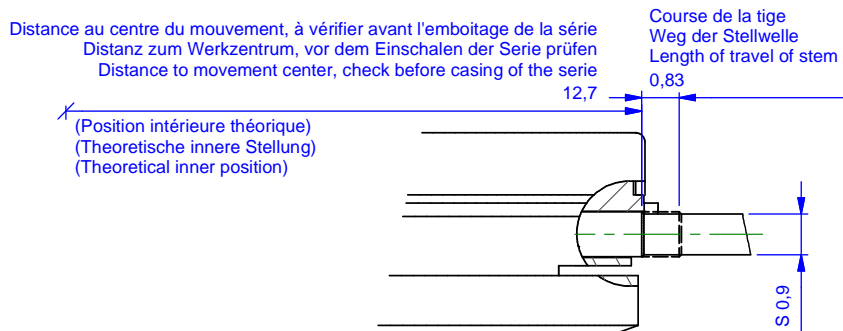 Distance au centre du mouvement, à vérifier avant l'emboitage de la série
Distanz zum Werkzentrum, vor dem Einschalen der Serie prüfen
Distance to movement center, check before casing of the serie
12,7
(Position intérieure théorique)
(Theoretische innere Stellung)
(Theoretical inner position)
Course de la tige
Weg der Stellwelle
Length of travel of stem
0,83
S 0,9